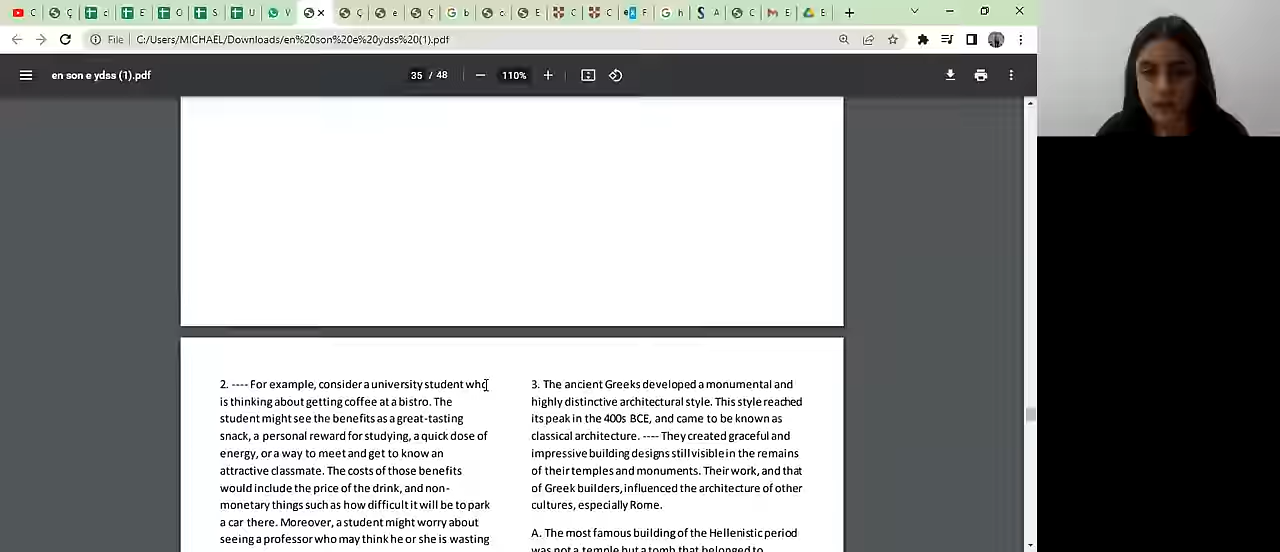 File
C:/Users/MICHAEL/Downloads/en%20son%20e%20ydss%20(1).pdf
en son e ydss (1).pdf
35 / 48
110%
2. ---- For example, consider a university student who
is thinking about getting coffee at a bistro. The
student might see the benefits as a great-tasting
snack, a personal reward for studying, a quick dose of
energy, or a way to meet and get to know an
attractive classmate. The costs of those benefits
would include the price of the drink, and non-
monetary things such as how difficult it will be to park
a car there. Moreover, a student might worry about
seeing a professor who may think he or she is wasting
3. The ancient Greeks developed a monumental and
highly distinctive architectural style. This style reached
its peak in the 400s BCE, and came to be known as
classical architecture. ---- They created graceful and
impressive building designs still visible in the remains
of their temples and monuments. Their work, and that
of Greek builders, influenced the architecture of other
cultures, especially Rome.
A. The most famous building of the Hellenistic period
was not a temple but a tomb that belonged to